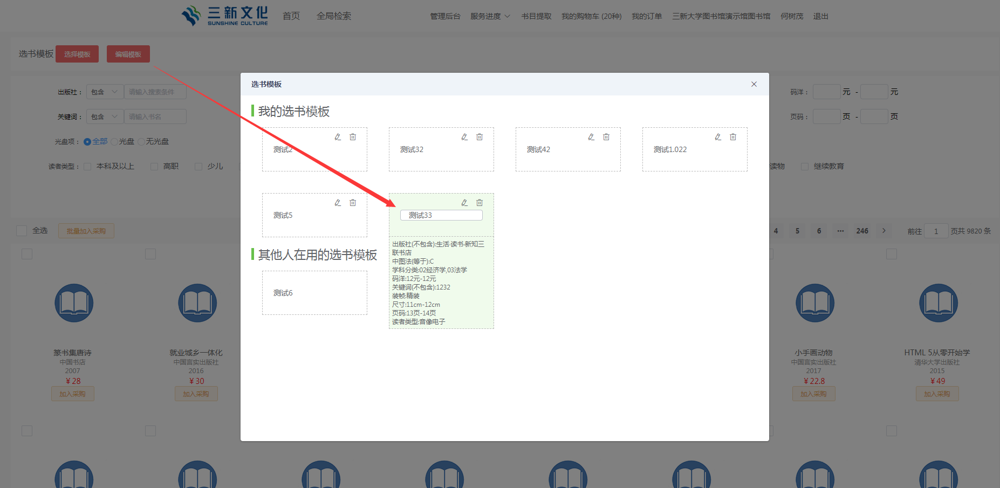 三新文化
SUNSHINE CULTURE
首页 全局检索
管理后台 服务进度 书目提取 我的购物车 (20种) 我的订单 三新大学图书馆演示馆图书馆 何树茂 退出
选书模板 选择模板 编辑模板
出版社： 包含 请输入搜索条件
码洋： 元 - 元
关键词： 包含 请输入书名
页码： 页 - 页
光盘项： 全部 光盘 无光盘
读者类型： 本科及以上 高职 少儿
读物 继续教育
选书模板
我的选书模板
测试2 测试32 测试42 测试1.022
测试5 测试33
出版社(不包含):生活·读书·新知三
联书店
中图法(等于):C
学科分类:02经济学,03法学
码洋:12元-12元
关键词(不包含):1232
装帧:精装
尺寸:11cm-12cm
页码:13页-14页
读者类型:音像电子
其他人在用的选书模板
测试6
全选 批量加入采购
4 5 6 ··· 246 > 前往 1 页共 9820 条
篆书集唐诗
中国书店
2007
¥ 28
加入采购
就业城乡一体化
中国言实出版社
2016
¥ 30
加入采购
小手画动物
中国言实出版社
2017
¥ 22.8
加入采购
HTML 5从零开始学
清华大学出版社
2015
¥ 49
加入采购